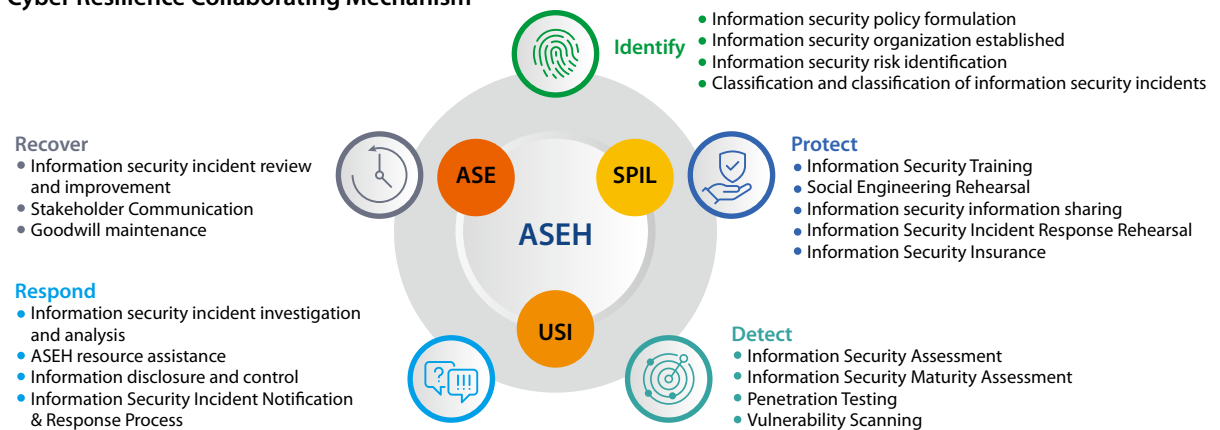 Cyber Resilience Collaborating Mechanism
Identify
• Information security policy formulation
• Information security organization established
• Information security risk identification
• Classification and classification of information security incidents
Recover
• Information security incident review
and improvement
• Stakeholder Communication
• Goodwill maintenance
ASE
SPIL
ASEH
USI
Protect
• Information Security Training
• Social Engineering Rehearsal
• Information security information sharing
• Information Security Incident Response Rehearsal
• Information Security Insurance
Respond
• Information security incident investigation
and analysis
• ASEH resource assistance
• Information disclosure and control
• Information Security Incident Notification
& Response Process
?
!!!
Detect
• Information Security Assessment
• Information Security Maturity Assessment
• Penetration Testing
• Vulnerability Scanning